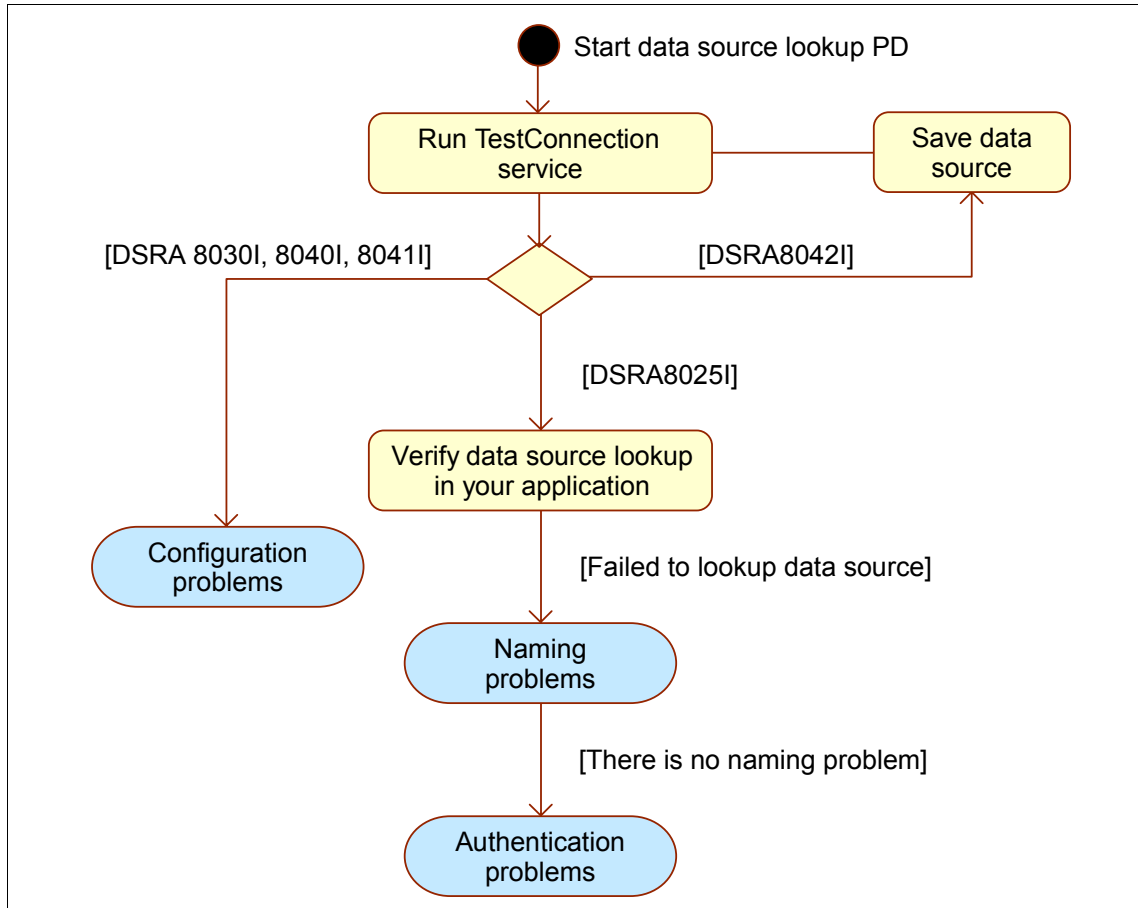 Start data source lookup PD
Run TestConnection
service
Save data
source
[DSRA 8030I, 8040I, 8041I]
[DSRA8042I]
[DSRA8025I]
Verify data source lookup
in your application
Configuration
problems
[Failed to lookup data source]
Naming
problems
[There is no naming problem]
Authentication
problems